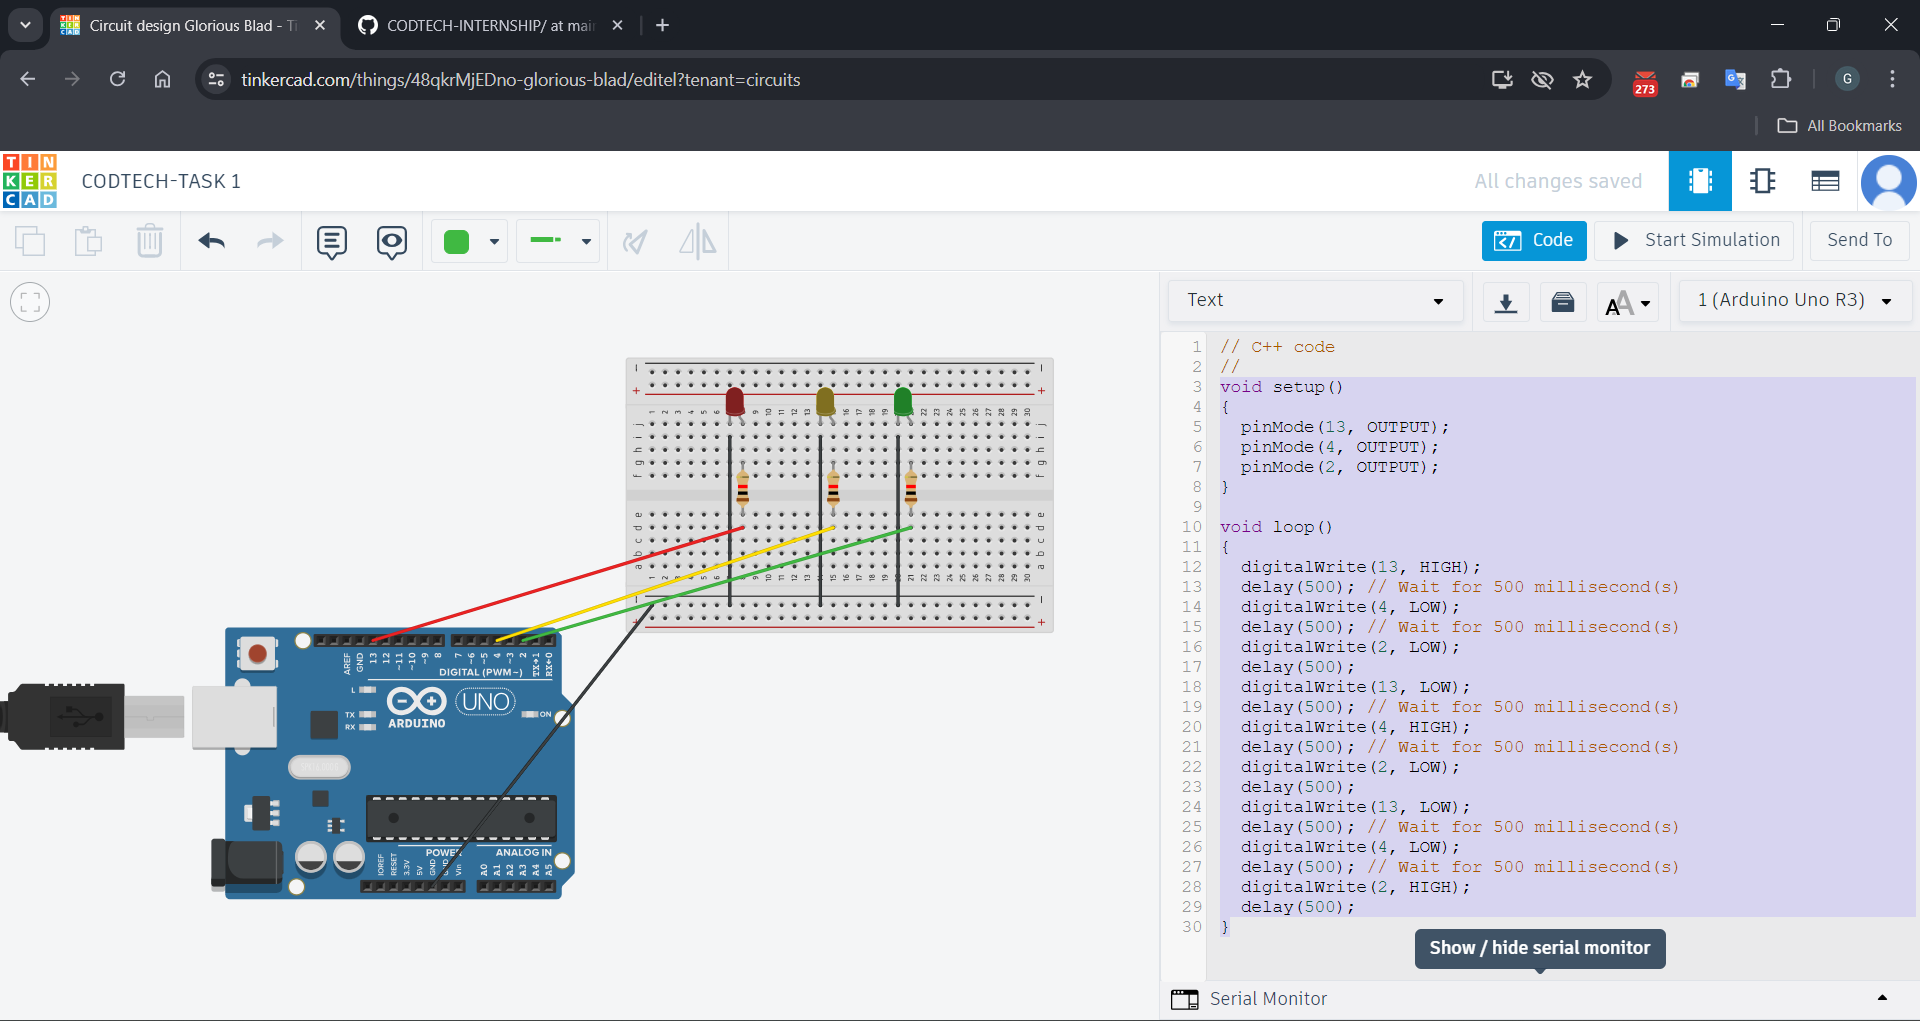 Circuit design Glorious Blad - Ti
CODTECH-INTERNSHIP/ at mai
tinkercad.com/things/48qkrMjEDno-glorious-blad/editel?tenant=circuits
273
G
All Bookmarks
TIN
KER
CAD
CODTECH-TASK 1
All changes saved
Code
Start Simulation
Send To
Text
1 (Arduino Uno R3)
1 // C++ code
2 //
3 void setup()
4 {
5 pinMode(13, OUTPUT);
6 pinMode(4, OUTPUT);
7 pinMode(2, OUTPUT);
8 }
9
10 void loop()
11 {
12 digitalWrite(13, HIGH);
13 delay(500); // Wait for 500 millisecond(s)
14 digitalWrite(4, LOW);
15 delay(500); // Wait for 500 millisecond(s)
16 digitalWrite(2, LOW);
17 delay(500);
18 digitalWrite(13, LOW);
19 delay(500); // Wait for 500 millisecond(s)
20 digitalWrite(4, HIGH);
21 delay(500); // Wait for 500 millisecond(s)
22 digitalWrite(2, LOW);
23 delay(500);
24 digitalWrite(13, LOW);
25 delay(500); // Wait for 500 millisecond(s)
26 digitalWrite(4, LOW);
27 delay(500); // Wait for 500 millisecond(s)
28 digitalWrite(2, HIGH);
29 delay(500);
30 }
Show / hide serial monitor
Serial Monitor
AREF GND 13 12 ~11 ~10 ~9 8 7 ~6 ~5 4 2 TX→1 RX←0
DIGITAL (PWM~)
L
TX
RX
ARDUINO
UNO
ON
POWER
ANALOG IN
IOREF RESET 3.3V 5V GND Vin A0 A1 A2 A3 A4 A5